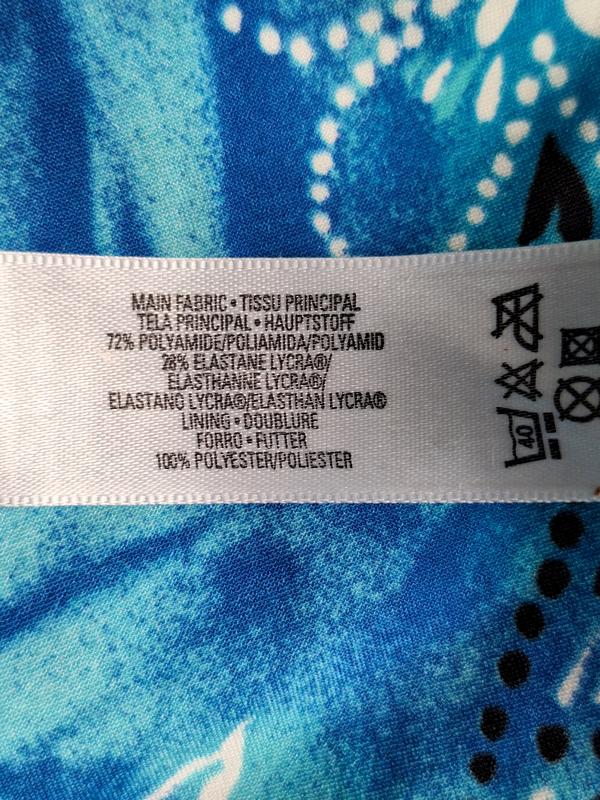 MAIN FABRIC • TISSU PRINCIPAL
TELA PRINCIPAL • HAUPTSTOFF
72% POLYAMIDE/POLIAMIDA/POLYAMID
28% ELASTANE LYCRA®/
ELASTHANNE LYCRA®/
ELASTANO LYCRA®/ELASTHAN LYCRA®
LINING • DOUBLURE
FORRO • FUTTER
100% POLYESTER/POLIESTER
40